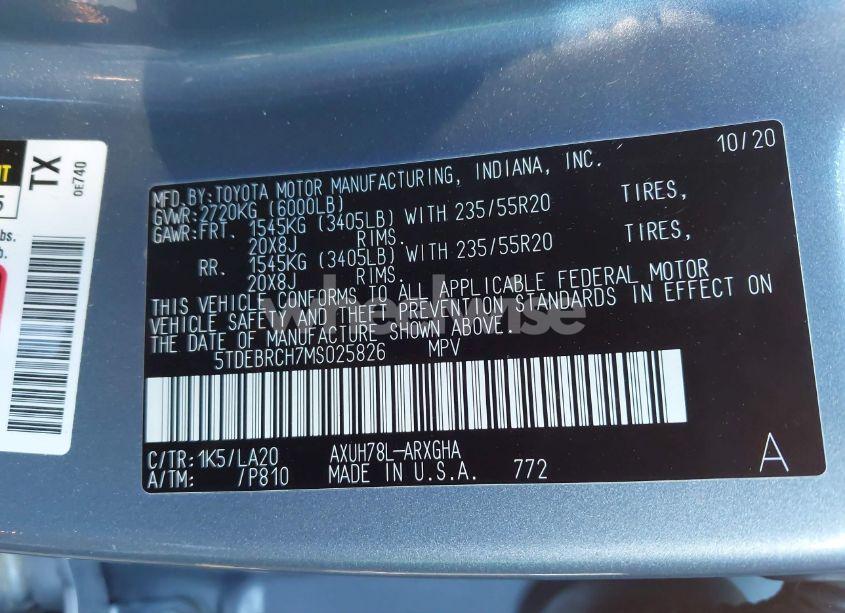 TX
0E740
5
bs.
b.
10/20
MFD.BY:TOYOTA MOTOR MANUFACTURING, INDIANA, INC.
GVWR:2720KG (6000LB)
GAWR:FRT. 1545KG (3405LB) WITH 235/55R20 TIRES,
20X8J RIMS.
RR. 1545KG (3405LB) WITH 235/55R20 TIRES,
20X8J RIMS.
THIS VEHICLE CONFORMS TO ALL APPLICABLE FEDERAL MOTOR
VEHICLE SAFETY AND THEFT PREVENTION STANDARDS IN EFFECT ON
THE DATE OF MANUFACTURE SHOWN ABOVE.
5TDEBRCH7MS025826 MPV
C/TR: 1K5/LA20 AXUH78L-ARXGHA
A/TM: /P810 MADE IN U.S.A. 772 A
wheelwise